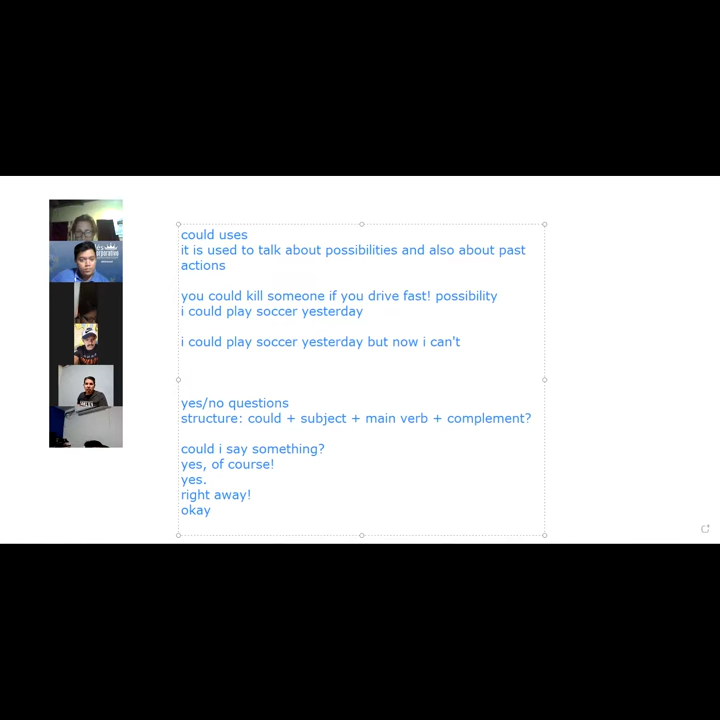 could uses
it is used to talk about possibilities and also about past
actions
you could kill someone if you drive fast! possibility
i could play soccer yesterday
i could play soccer yesterday but now i can't
yes/no questions
structure: could + subject + main verb + complement?
could i say something?
yes, of course!
yes.
right away!
okay